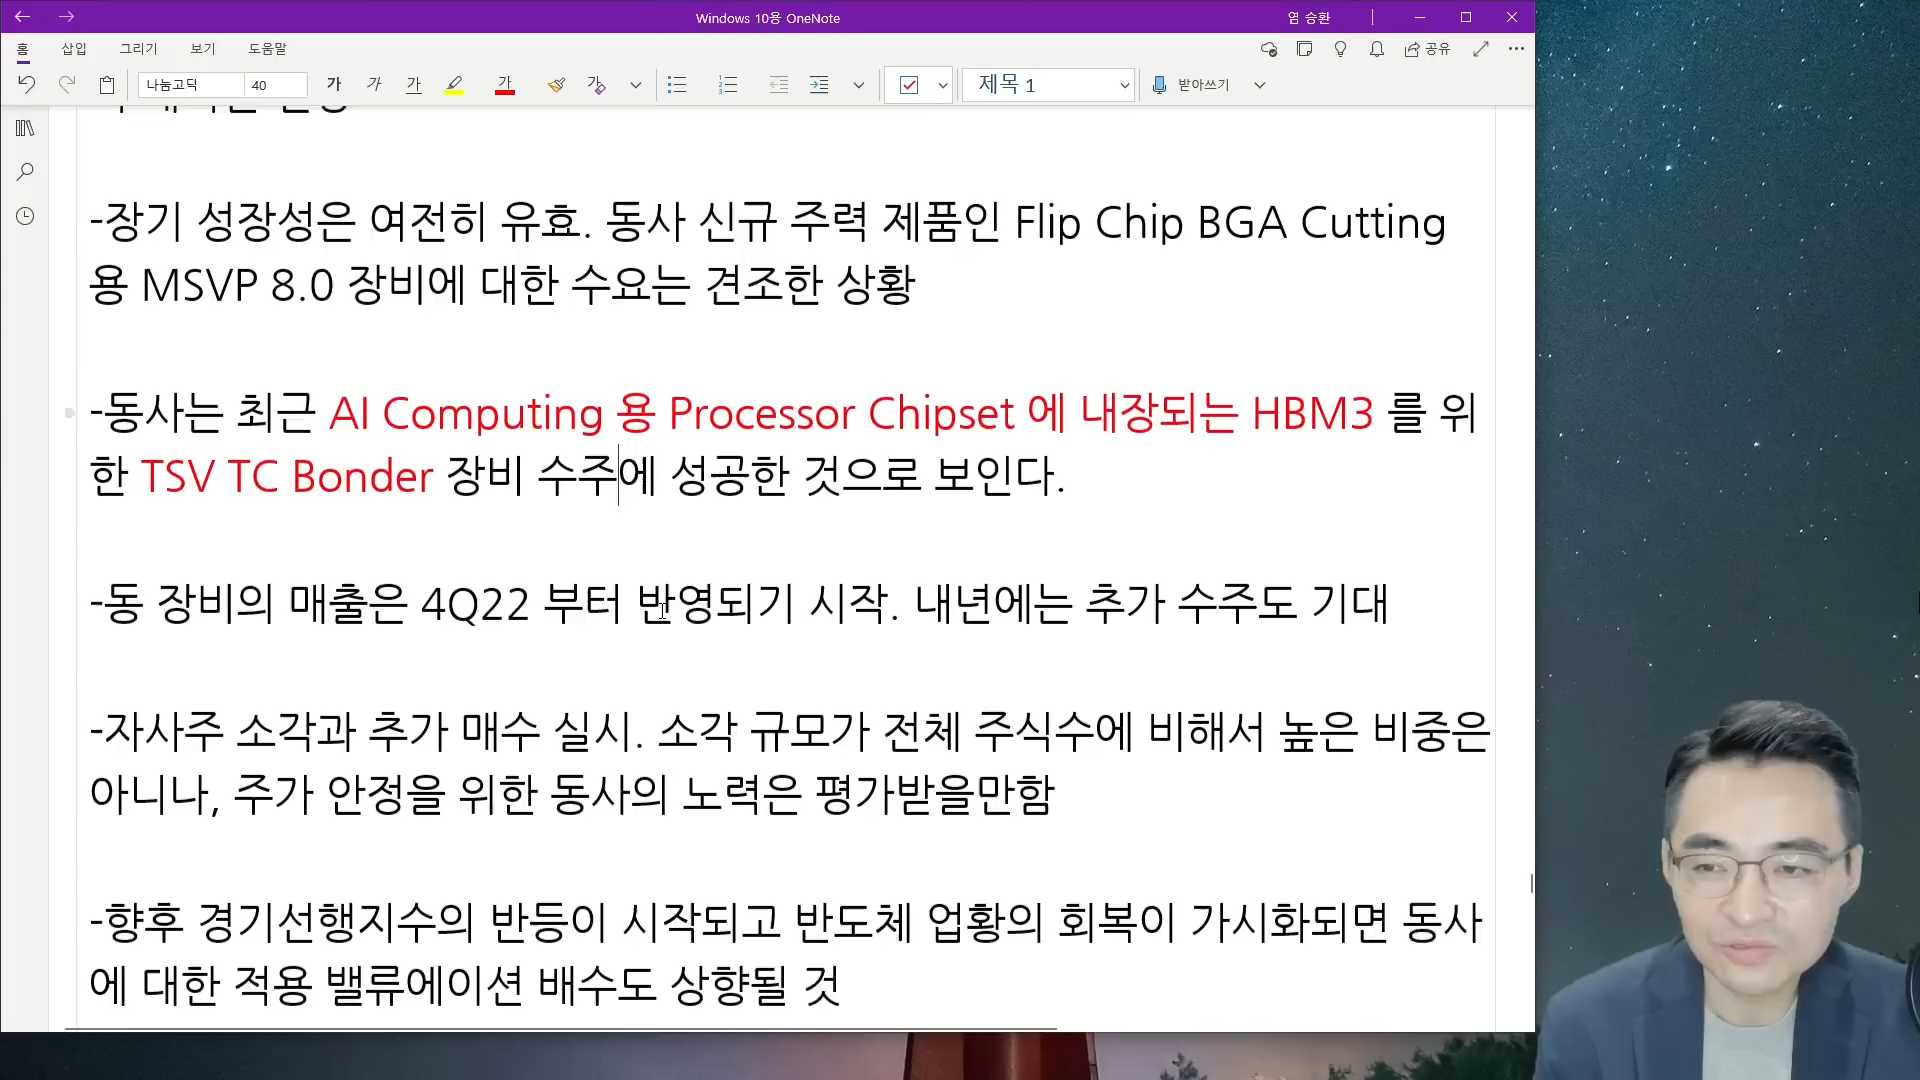 Windows 10용 OneNote
염 승환
홈 삽입 그리기 보기 도움말
공유
나눔고딕 40 가 가 가 가 가 제목 1 받아쓰기
-장기 성장성은 여전히 유효. 동사 신규 주력 제품인 Flip Chip BGA Cutting
용 MSVP 8.0 장비에 대한 수요는 견조한 상황
-동사는 최근 AI Computing 용 Processor Chipset 에 내장되는 HBM3 를 위
한 TSV TC Bonder 장비 수주에 성공한 것으로 보인다.
-동 장비의 매출은 4Q22 부터 반영되기 시작. 내년에는 추가 수주도 기대
-자사주 소각과 추가 매수 실시. 소각 규모가 전체 주식수에 비해서 높은 비중은
아니나, 주가 안정을 위한 동사의 노력은 평가받을만함
-향후 경기선행지수의 반등이 시작되고 반도체 업황의 회복이 가시화되면 동사
에 대한 적용 밸류에이션 배수도 상향될 것